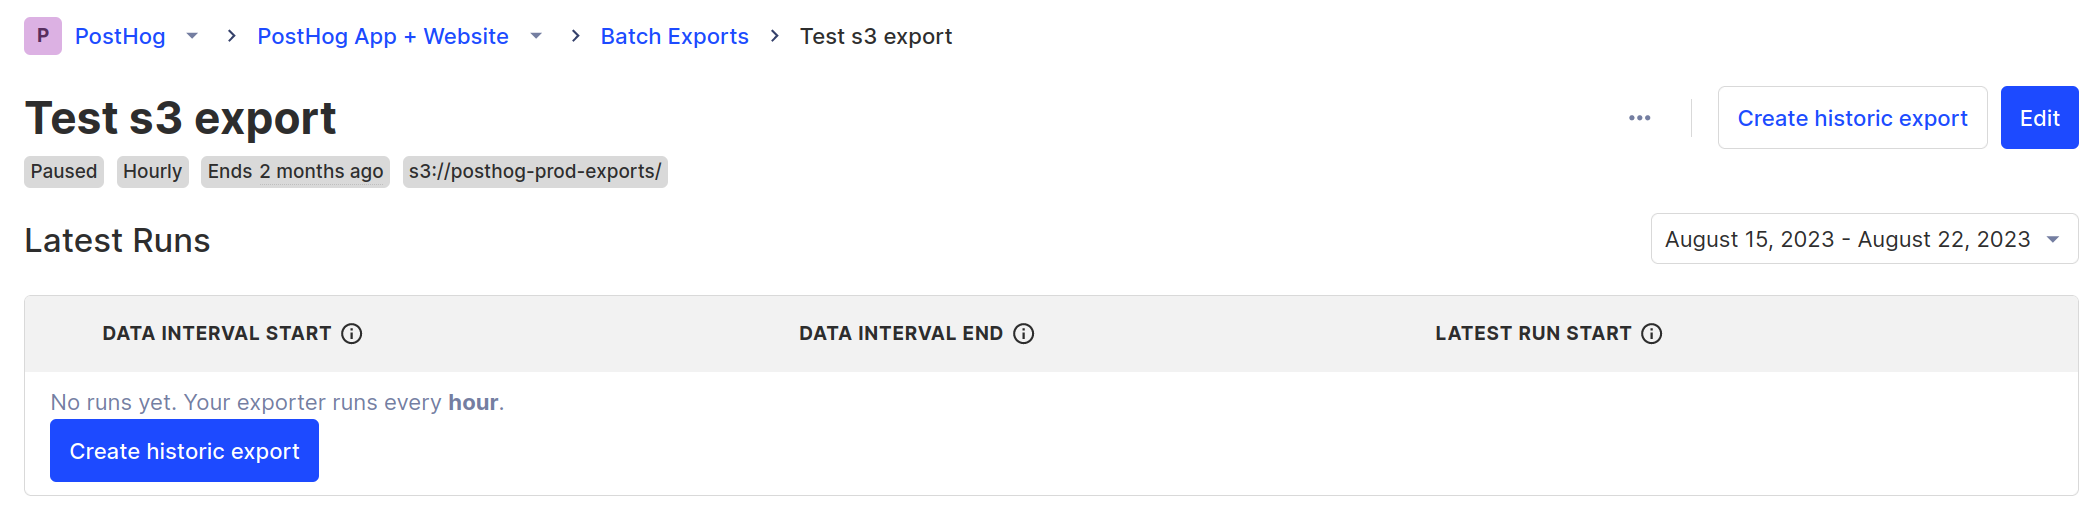 P PostHog PostHog App + Website Batch Exports Test s3 export
Test s3 export
Create historic export Edit
Paused Hourly Ends 2 months ago s3://posthog-prod-exports/
Latest Runs
August 15, 2023 - August 22, 2023
DATA INTERVAL START DATA INTERVAL END LATEST RUN START
No runs yet. Your exporter runs every hour.
Create historic export